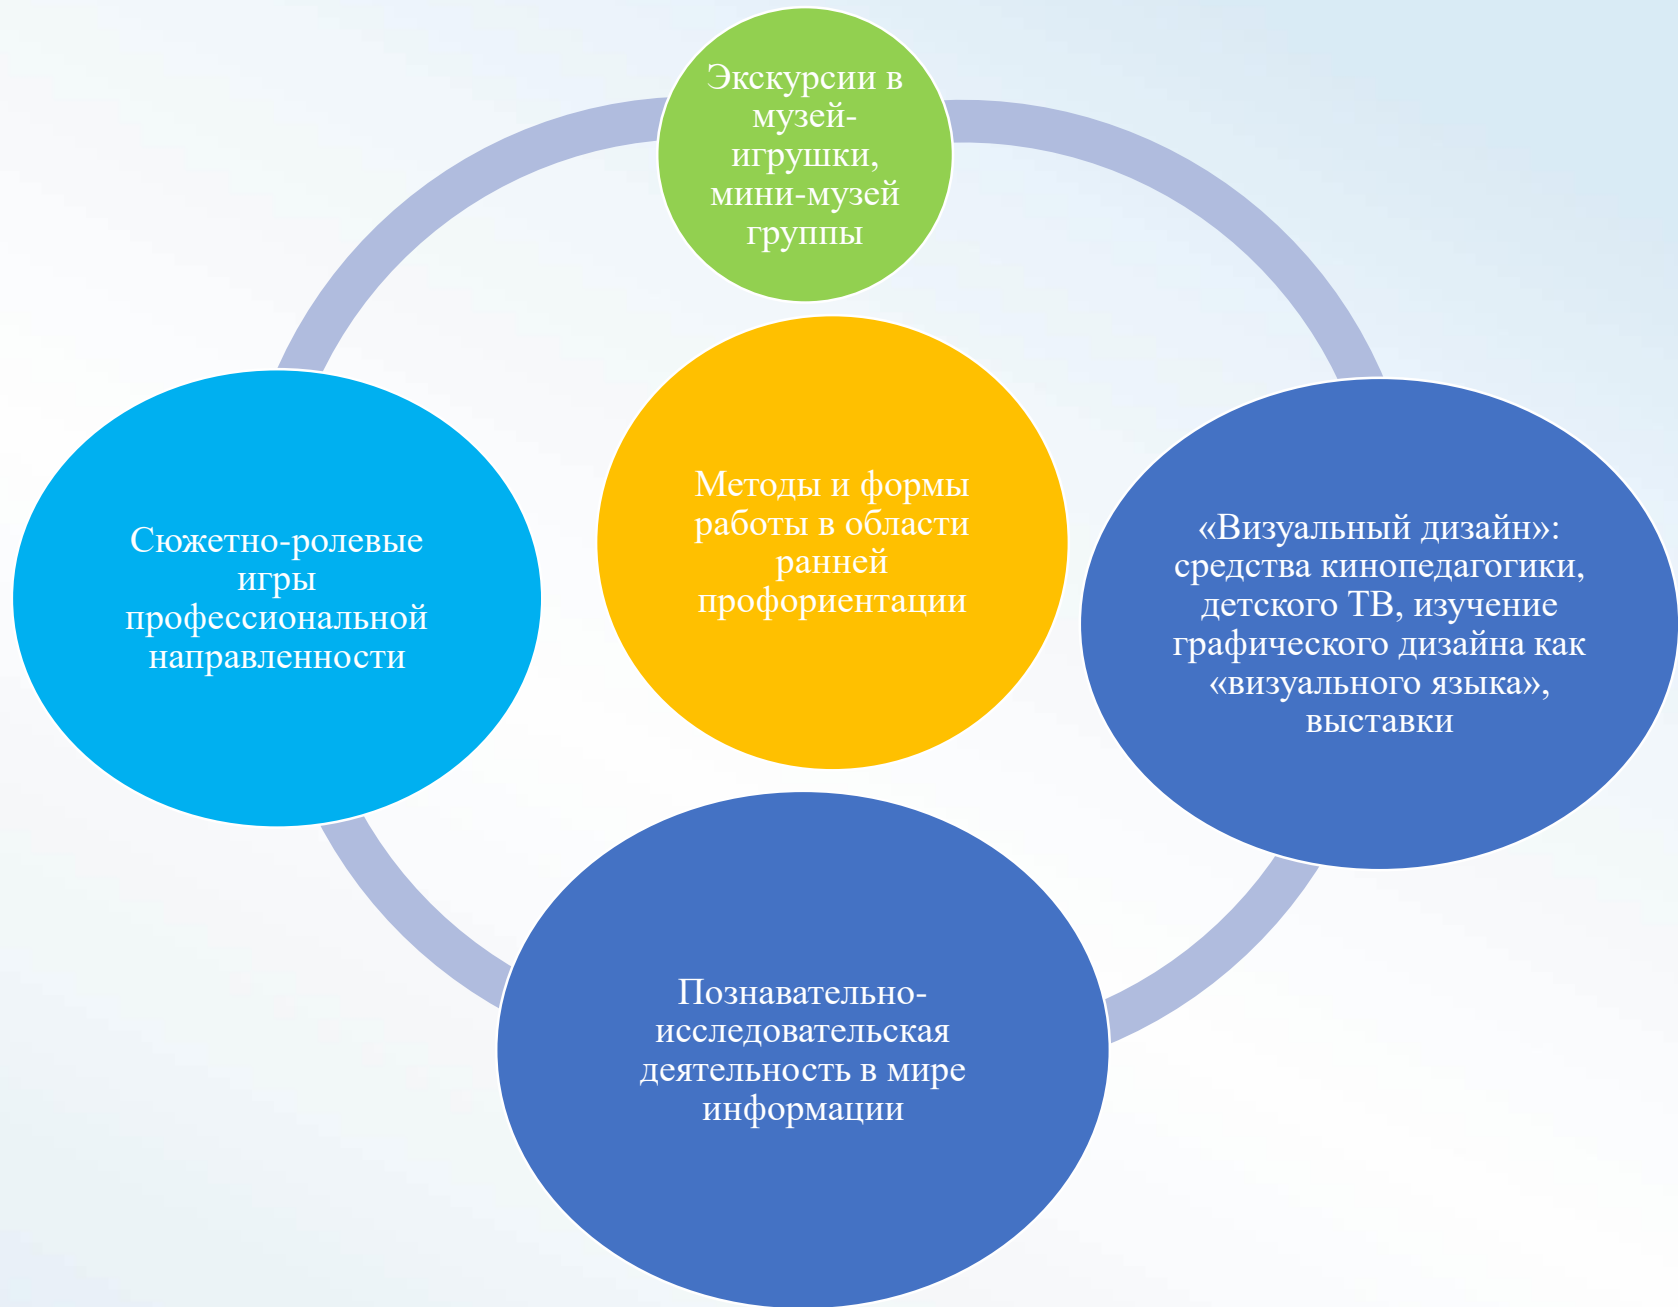 Экскурсии в
музей-
игрушки,
мини-музей
группы
Методы и формы
работы в области
ранней
профориентации
Сюжетно-ролевые
игры
профессиональной
направленности
«Визуальный дизайн»:
средства кинопедагогики,
детского ТВ, изучение
графического дизайна как
«визуального языка»,
выставки
Познавательно-
исследовательская
деятельность в мире
информации